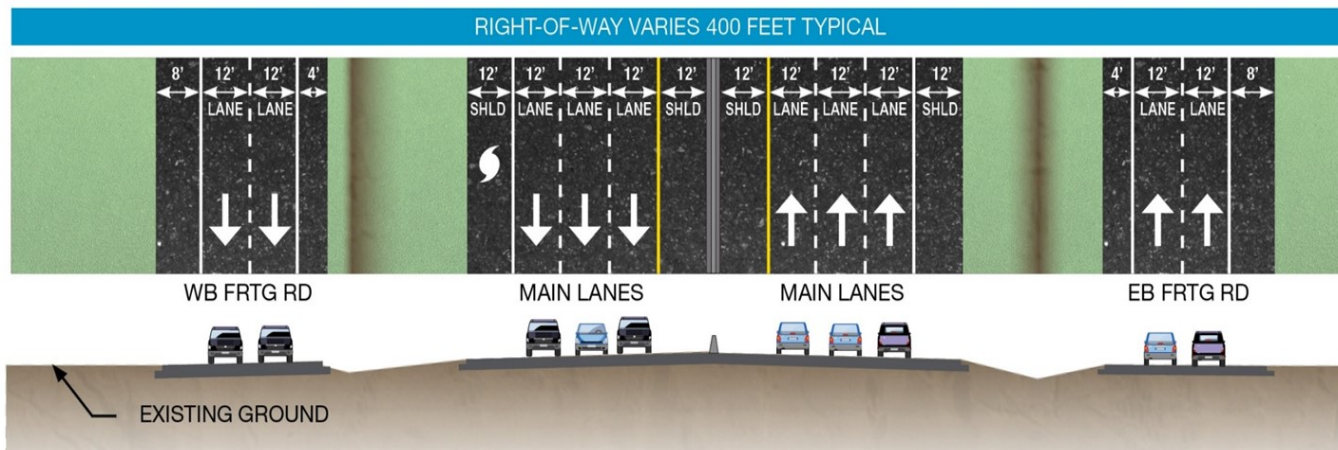 RIGHT-OF-WAY VARIES 400 FEET TYPICAL
8' 12' 12' 4' 12' 12' 12' 12' 12' 12' 12' 12' 12' 12' 4' 12' 12' 8'
LANE LANE SHLD LANE LANE LANE SHLD SHLD LANE LANE LANE SHLD LANE LANE
WB FRTG RD MAIN LANES MAIN LANES EB FRTG RD
EXISTING GROUND